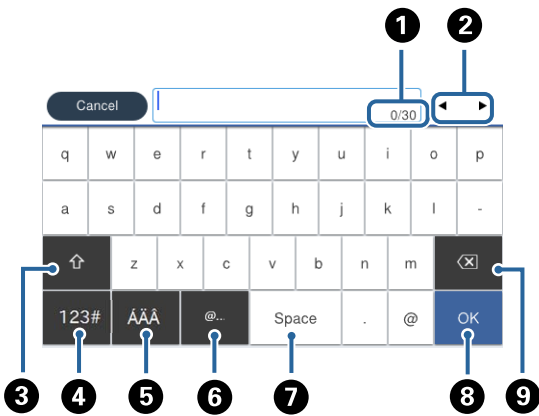 1 2
Cancel 0/30 ◀ ▶
q w e r t y u i o p
a s d f g h j k l -
z x c v b n m
123# ÁÄÂ @... Space . @ OK
3 4 5 6 7 8 9